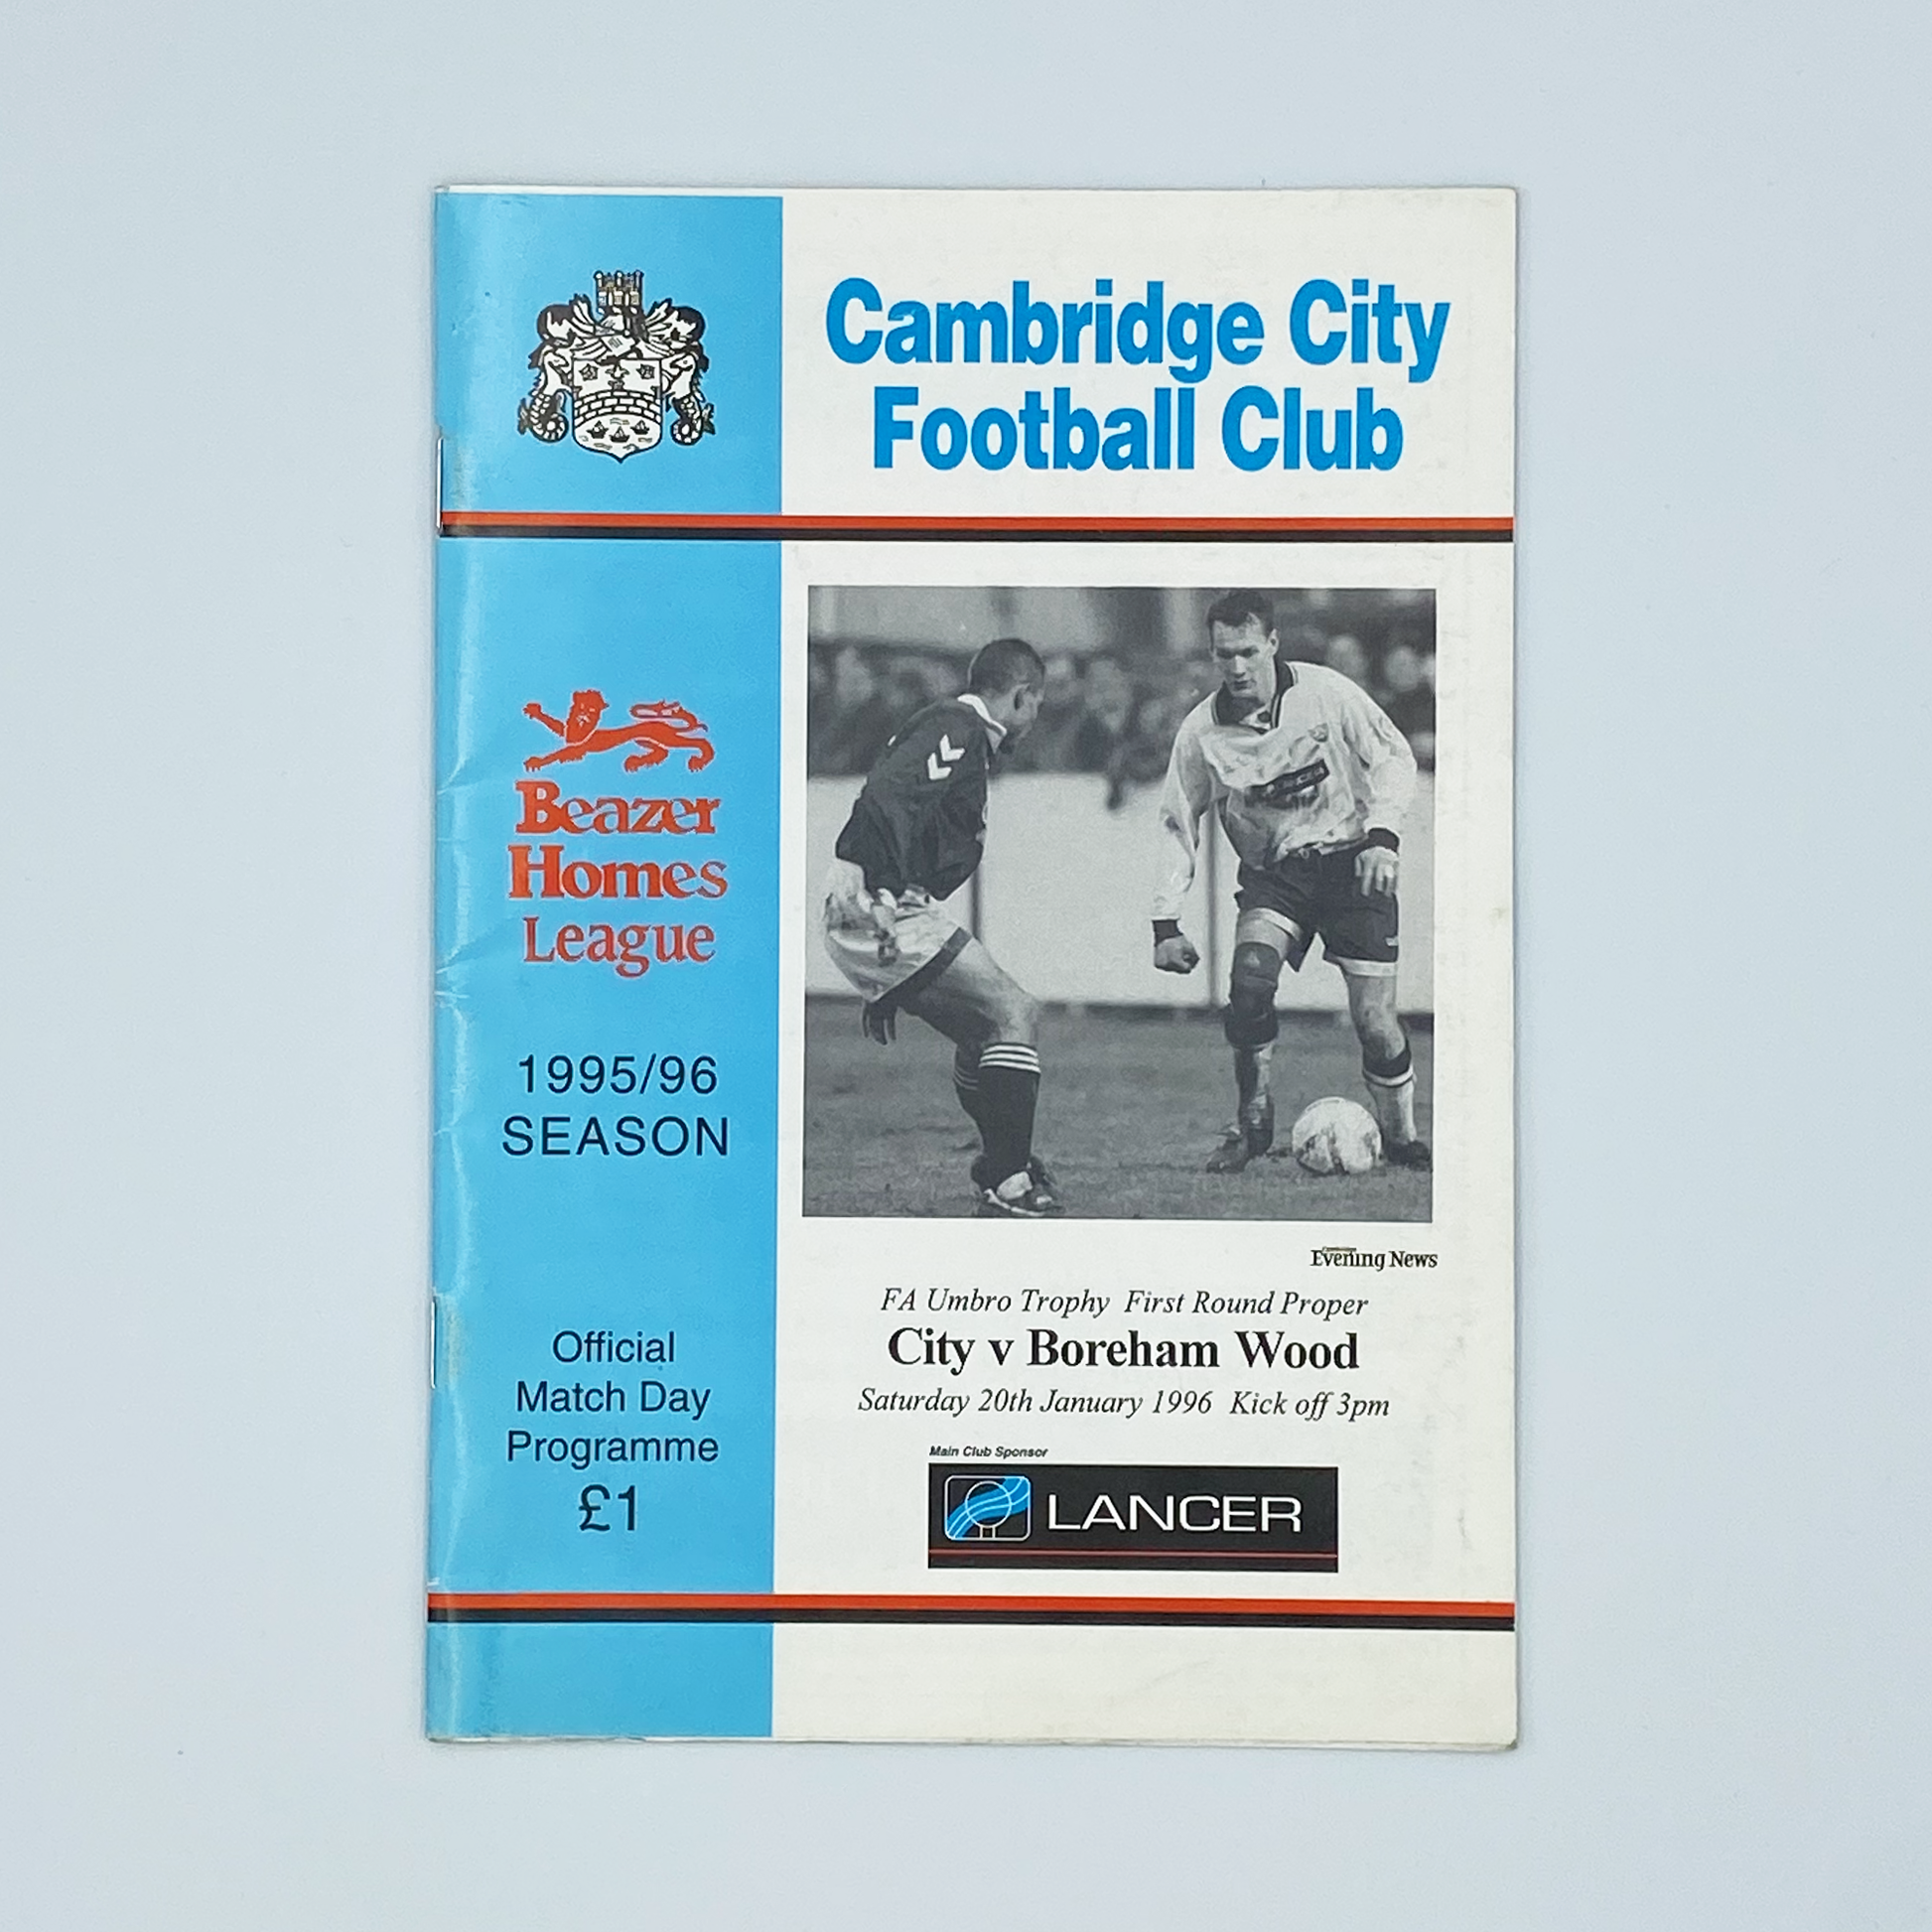 Cambridge City
Football Club
Beazer
Homes
League
1995/96
SEASON
Official
Match Day
Programme
£1
Evening News
FA Umbro Trophy First Round Proper
City v Boreham Wood
Saturday 20th January 1996 Kick off 3pm
Main Club Sponsor
LANCER